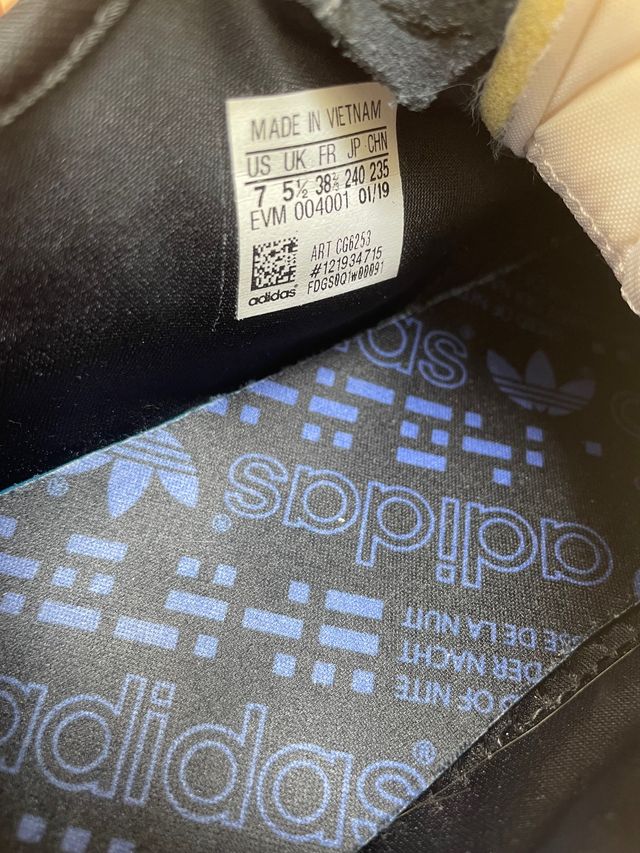 MADE IN VIETNAM
US UK FR JP CHN
7 5½ 38⅔ 240 235
EVM 004001 01/19
ART CG6253
#121934715
FDGS0Q1W00091
adidas
adidas
adidas®
SSE DE LA NUIT
DER NACHT
OF NITE
adidas®